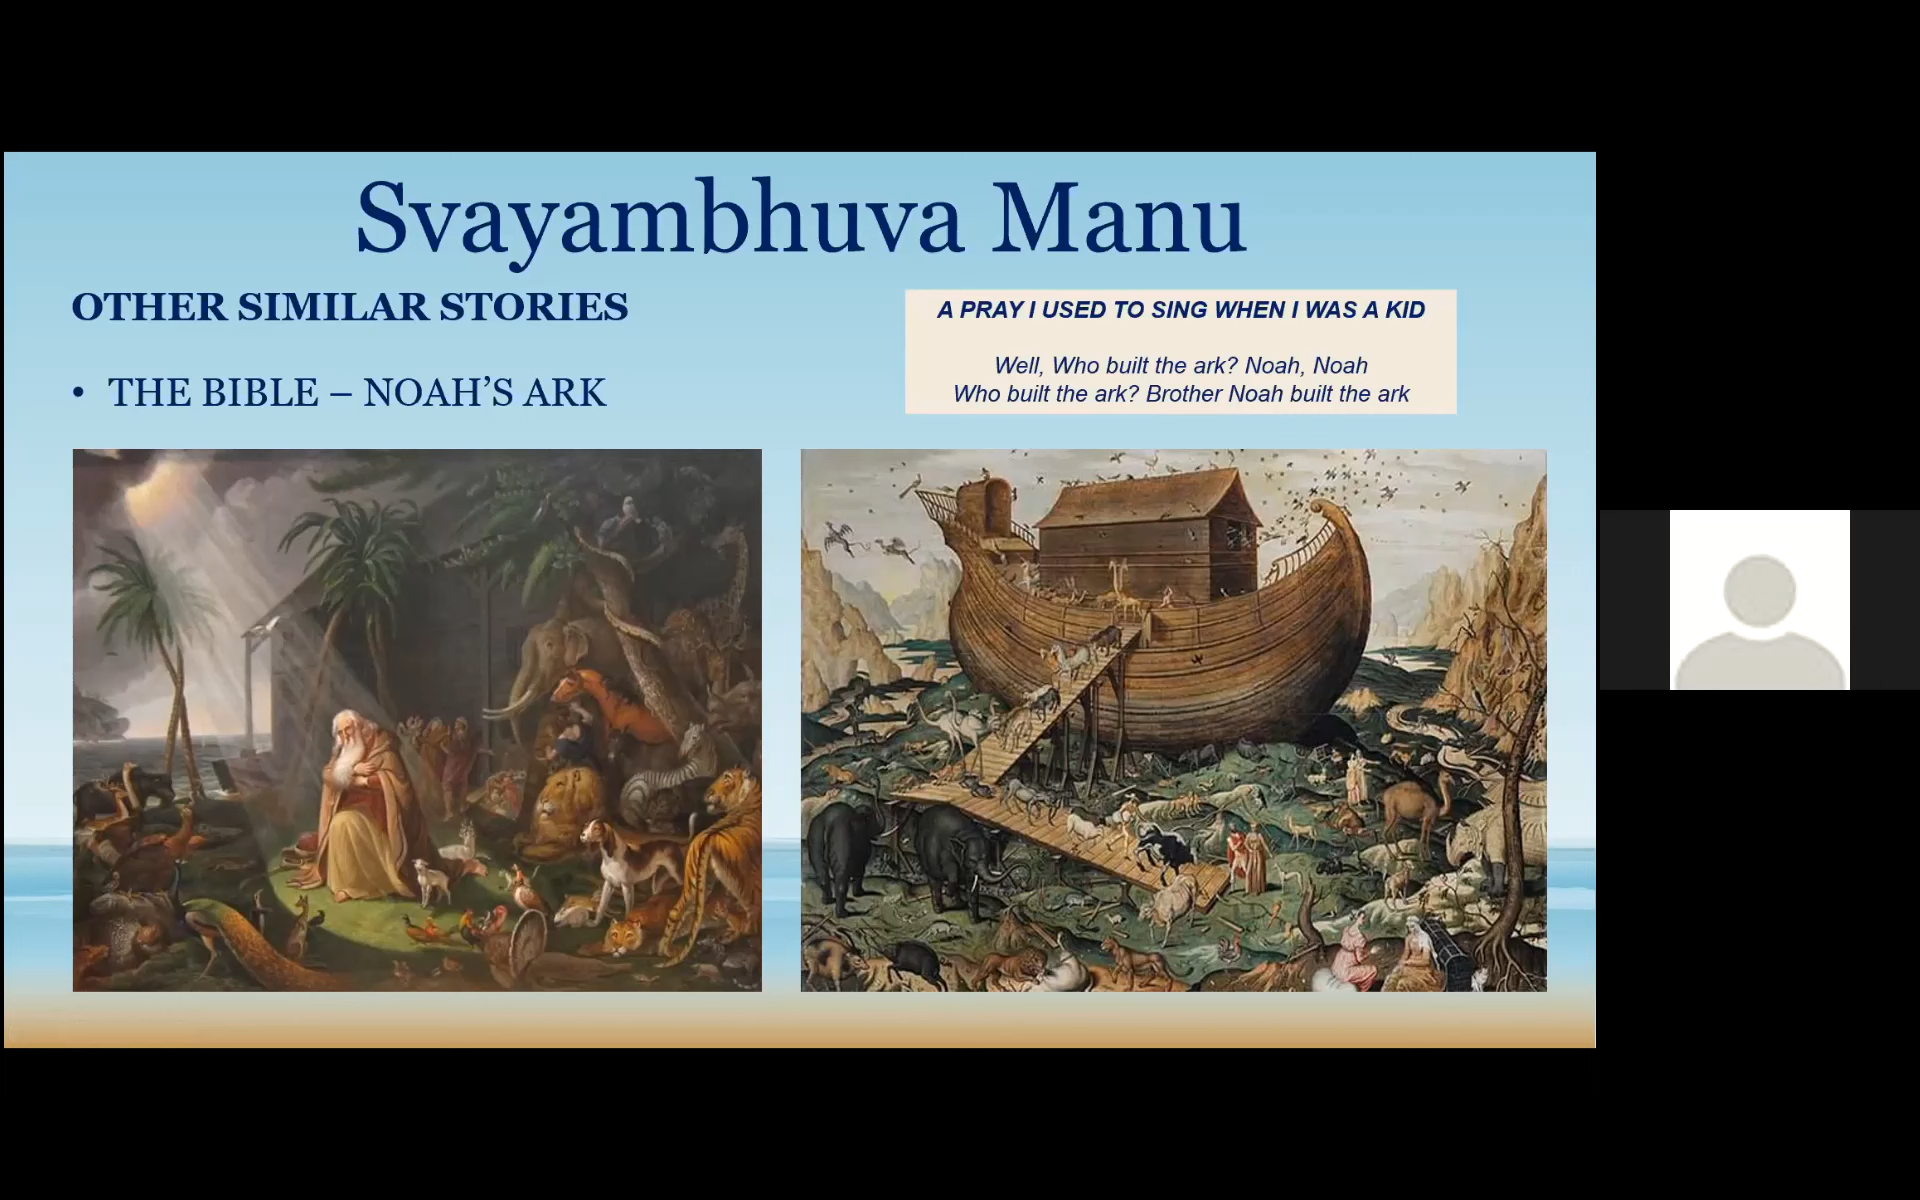 Svayambhuva Manu
OTHER SIMILAR STORIES
• THE BIBLE – NOAH’S ARK
A PRAY I USED TO SING WHEN I WAS A KID
Well, Who built the ark? Noah, Noah
Who built the ark? Brother Noah built the ark